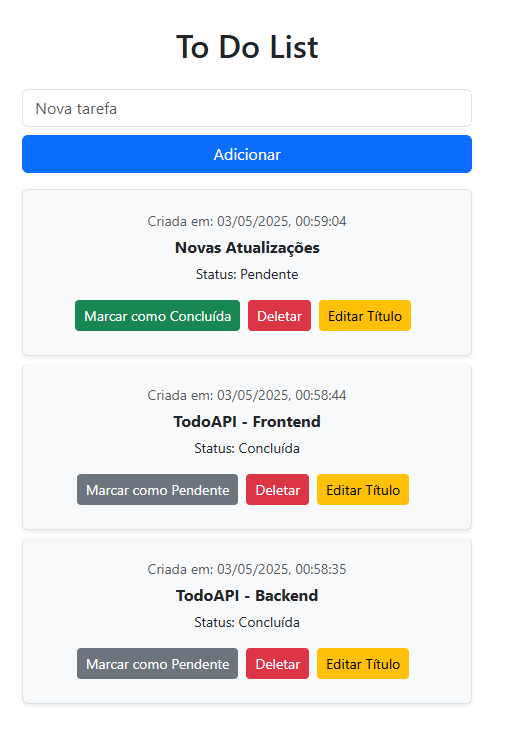 To Do List
Nova tarefa
Adicionar
Criada em: 03/05/2025, 00:59:04
Novas Atualizações
Status: Pendente
Marcar como Concluída Deletar Editar Título
Criada em: 03/05/2025, 00:58:44
TodoAPI - Frontend
Status: Concluída
Marcar como Pendente Deletar Editar Título
Criada em: 03/05/2025, 00:58:35
TodoAPI - Backend
Status: Concluída
Marcar como Pendente Deletar Editar Título